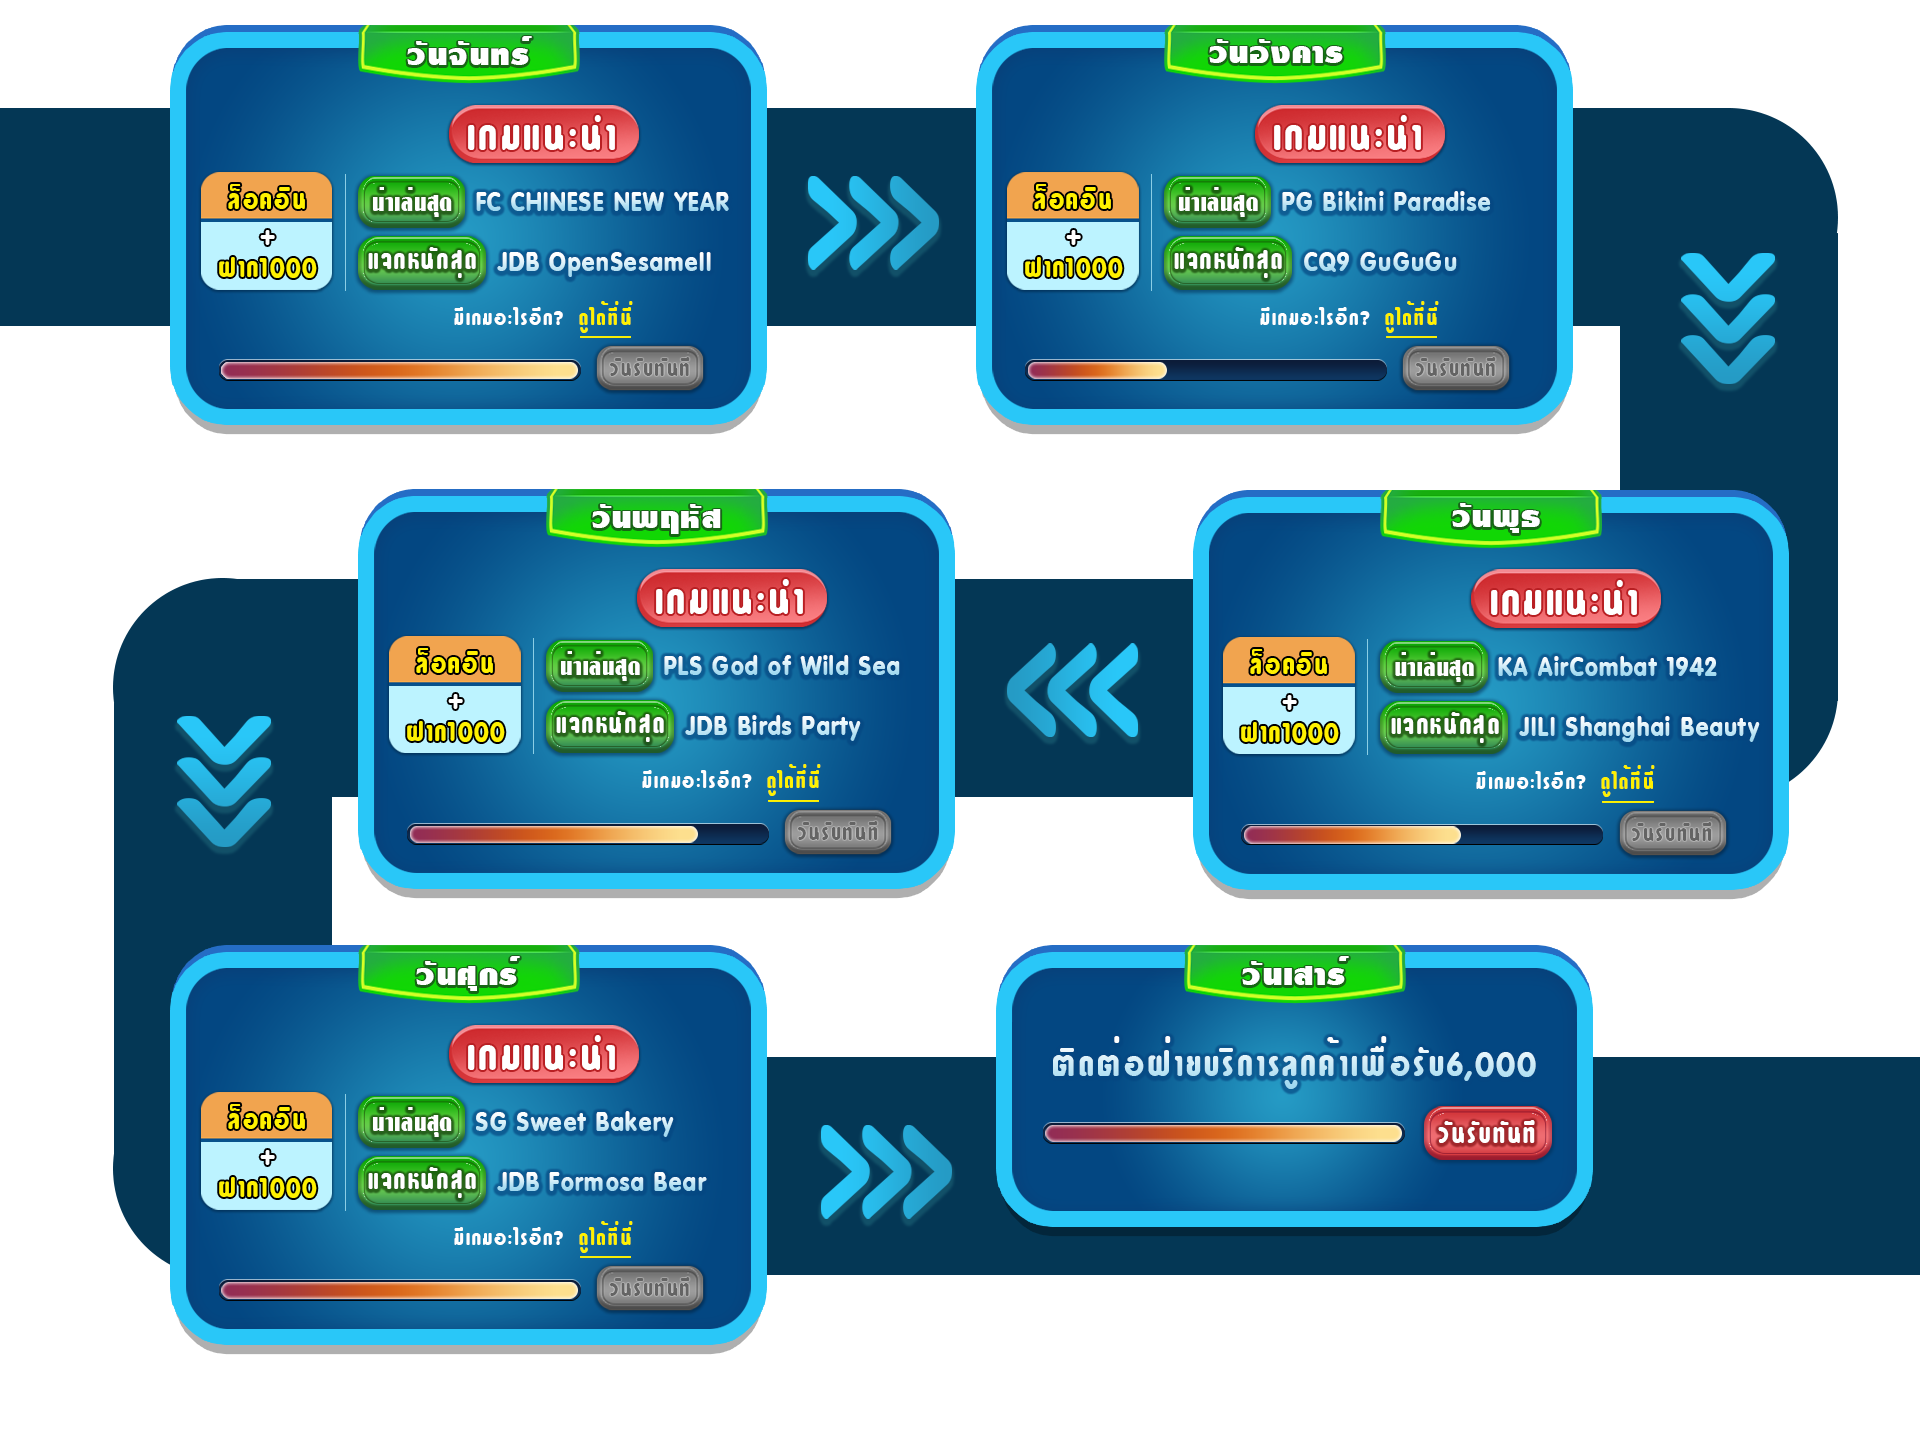 วันจันทร์
เกมแนะนำ
ล็อคอิน
+
ฝาก1000
น่าเล่นสุด FC CHINESE NEW YEAR
แจกหนักสุด JDB OpenSesamell
มีเกมอะไรอีก? ดูได้ที่นี่
วันรับทันที
วันอังคาร
เกมแนะนำ
ล็อคอิน
+
ฝาก1000
น่าเล่นสุด PG Bikini Paradise
แจกหนักสุด CQ9 GuGuGu
มีเกมอะไรอีก? ดูได้ที่นี่
วันรับทันที
วันพุธ
เกมแนะนำ
ล็อคอิน
+
ฝาก1000
น่าเล่นสุด KA AirCombat 1942
แจกหนักสุด JILI Shanghai Beauty
มีเกมอะไรอีก? ดูได้ที่นี่
วันรับทันที
วันพฤหัส
เกมแนะนำ
ล็อคอิน
+
ฝาก1000
น่าเล่นสุด PLS God of Wild Sea
แจกหนักสุด JDB Birds Party
มีเกมอะไรอีก? ดูได้ที่นี่
วันรับทันที
วันศุกร์
เกมแนะนำ
ล็อคอิน
+
ฝาก1000
น่าเล่นสุด SG Sweet Bakery
แจกหนักสุด JDB Formosa Bear
มีเกมอะไรอีก? ดูได้ที่นี่
วันรับทันที
วันเสาร์
ติดต่อฝ่ายบริการลูกค้าเพื่อรับ6,000
วันรับทันที